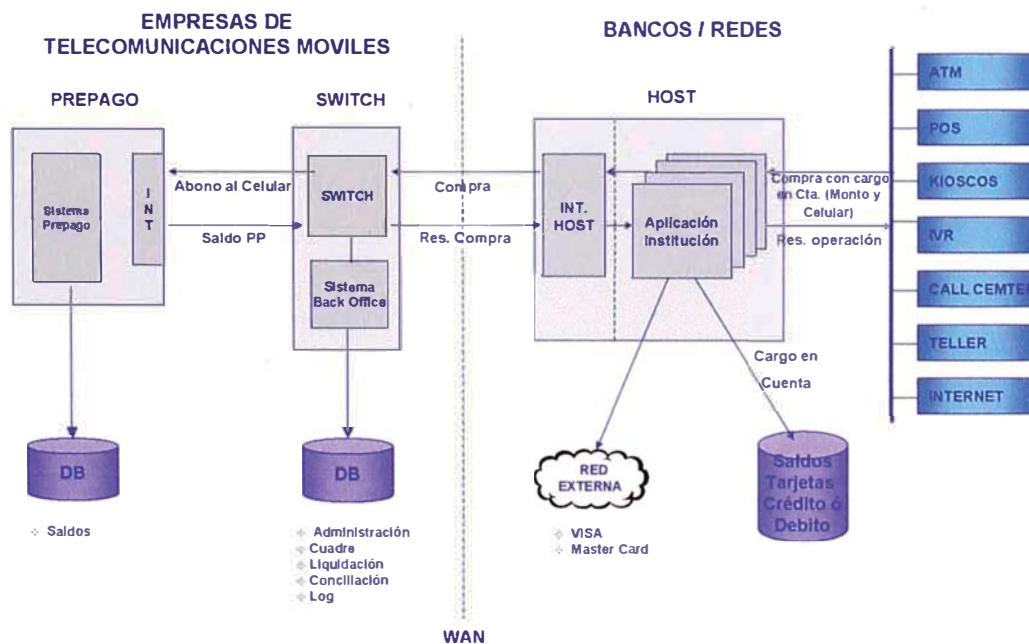 EMPRESAS DE
TELECOMUNICACIONES MOVILES
BANCOS / REDES
PREPAGO
SWITCH
HOST
Sistema
Prepago
I
N
T
Abono al Celular
Saldo PP
SWITCH
Sistema
Back Office
Compra
Res. Compra
INT.
HOST
Aplicación
Institución
Compra con cargo
en Cta. (Monto y
Celular)
Res. operación
ATM
POS
KIOSCOS
IVR
CALL CEMTER
TELLER
INTERNET
Cargo en
Cuenta
DB
Saldos
DB
Administración
Cuadre
Liquidación
Conciliación
Log
RED
EXTERNA
VISA
Master Card
Saldos
Tarjetas
Crédito ó
Debito
WAN